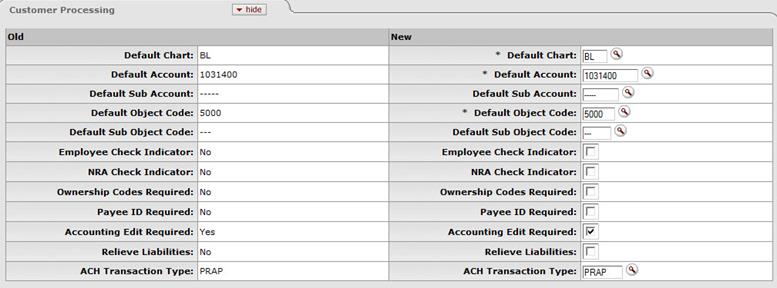 Customer Processing hide
Old New
Default Chart: BL * Default Chart: BL
Default Account: 1031400 * Default Account: 1031400
Default Sub Account: ----- Default Sub Account: -----
Default Object Code: 5000 * Default Object Code: 5000
Default Sub Object Code: --- Default Sub Object Code: ---
Employee Check Indicator: No Employee Check Indicator:
NRA Check Indicator: No NRA Check Indicator:
Ownership Codes Required: No Ownership Codes Required:
Payee ID Required: No Payee ID Required:
Accounting Edit Required: Yes Accounting Edit Required:
Relieve Liabilities: No Relieve Liabilities:
ACH Transaction Type: PRAP ACH Transaction Type: PRAP